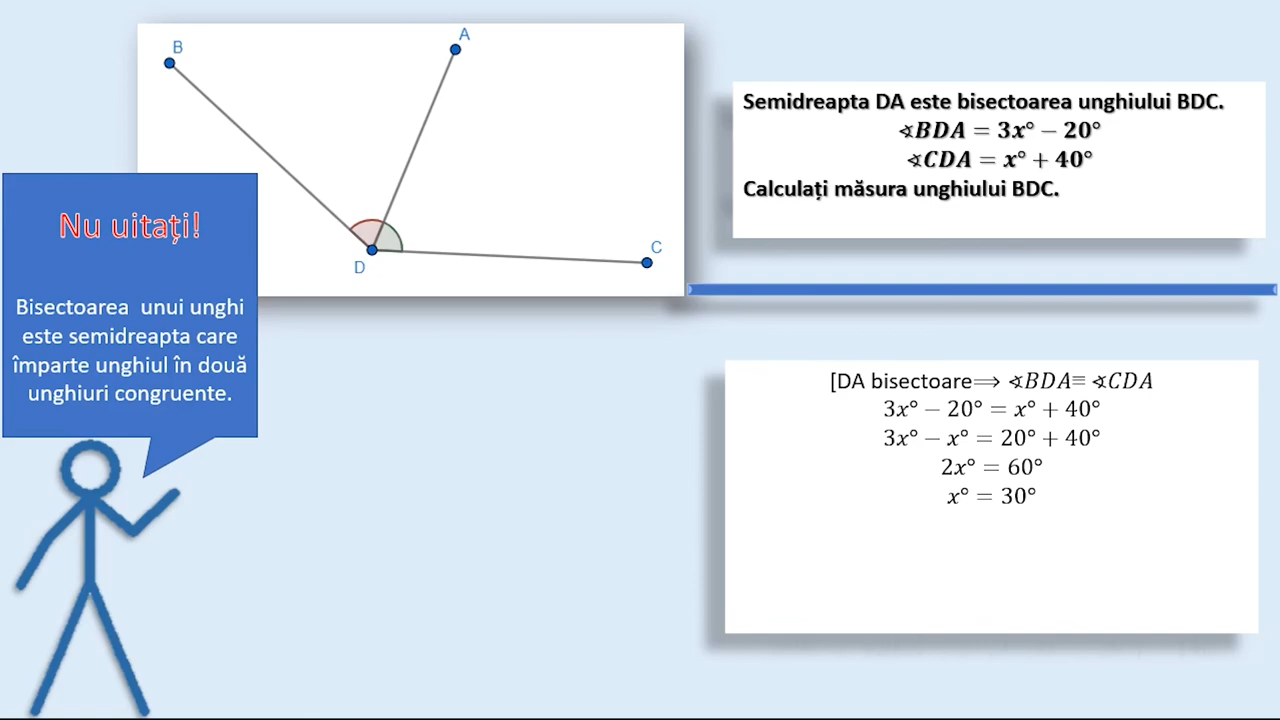 B
A
D
C
Semidreapta DA este bisectoarea unghiului BDC.
∢BDA = 3x° − 20°
∢CDA = x° + 40°
Calculați măsura unghiului BDC.
Nu uitați!
Bisectoarea unui unghi
este semidreapta care
împarte unghiul în două
unghiuri congruente.
[DA bisectoare⟹ ∢BDA≡ ∢CDA
3x° − 20° = x° + 40°
3x° − x° = 20° + 40°
2x° = 60°
x° = 30°